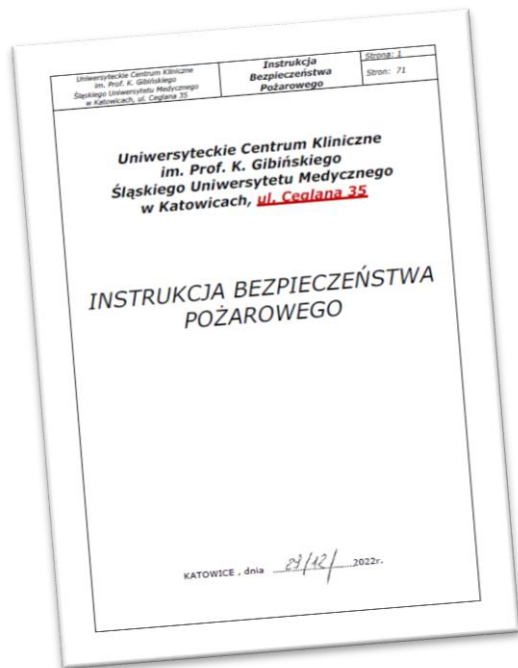 Uniwersyteckie Centrum Kliniczne
im. Prof. K. Gibińskiego
Śląskiego Uniwersytetu Medycznego
w Katowicach, ul. Ceglana 35
Instrukcja
Bezpieczeństwa
Pożarowego
Strona: 1
Stron: 71
Uniwersyteckie Centrum Kliniczne
im. Prof. K. Gibińskiego
Śląskiego Uniwersytetu Medycznego
w Katowicach, ul. Ceglana 35
INSTRUKCJA BEZPIECZEŃSTWA
POŻAROWEGO
KATOWICE , dnia 29/12/ 2022r.